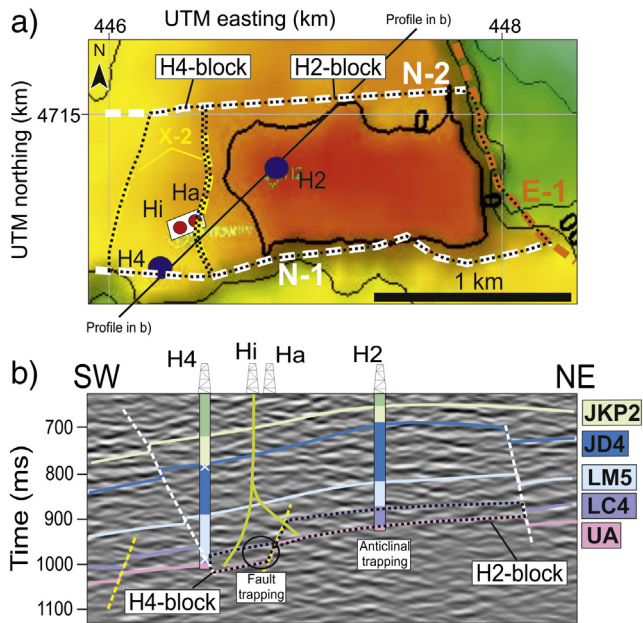 a)
UTM easting (km)
446
448
Profile in b)
N
H4-block
H2-block
N-2
4715
UTM northing (km)
X-2
0
H2
Ha
Hi
E-1
H4
N-1
0
1 km
Profile in b)
b)
SW
H4
Hi
Ha
H2
NE
JKP2
JD4
LM5
LC4
UA
Time (ms)
700
800
900
1000
1100
H4-block
Fault
trapping
Anticlinal
trapping
H2-block